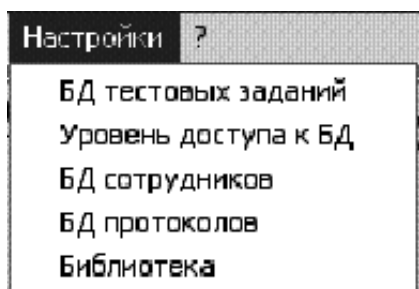 Настройки ?
БД тестовых заданий
Уровень доступа к БД
БД сотрудников
БД протоколов
Библиотека